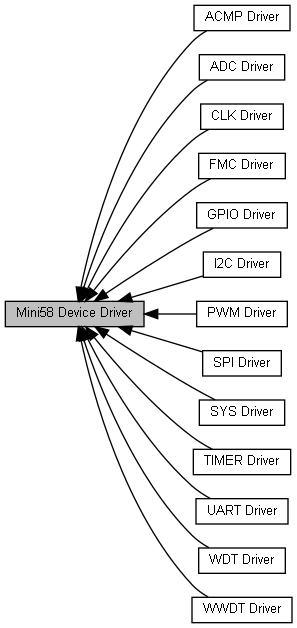 ACMP Driver
ADC Driver
CLK Driver
FMC Driver
GPIO Driver
I2C Driver
Mini58 Device Driver
PWM Driver
SPI Driver
SYS Driver
TIMER Driver
UART Driver
WDT Driver
WWDT Driver